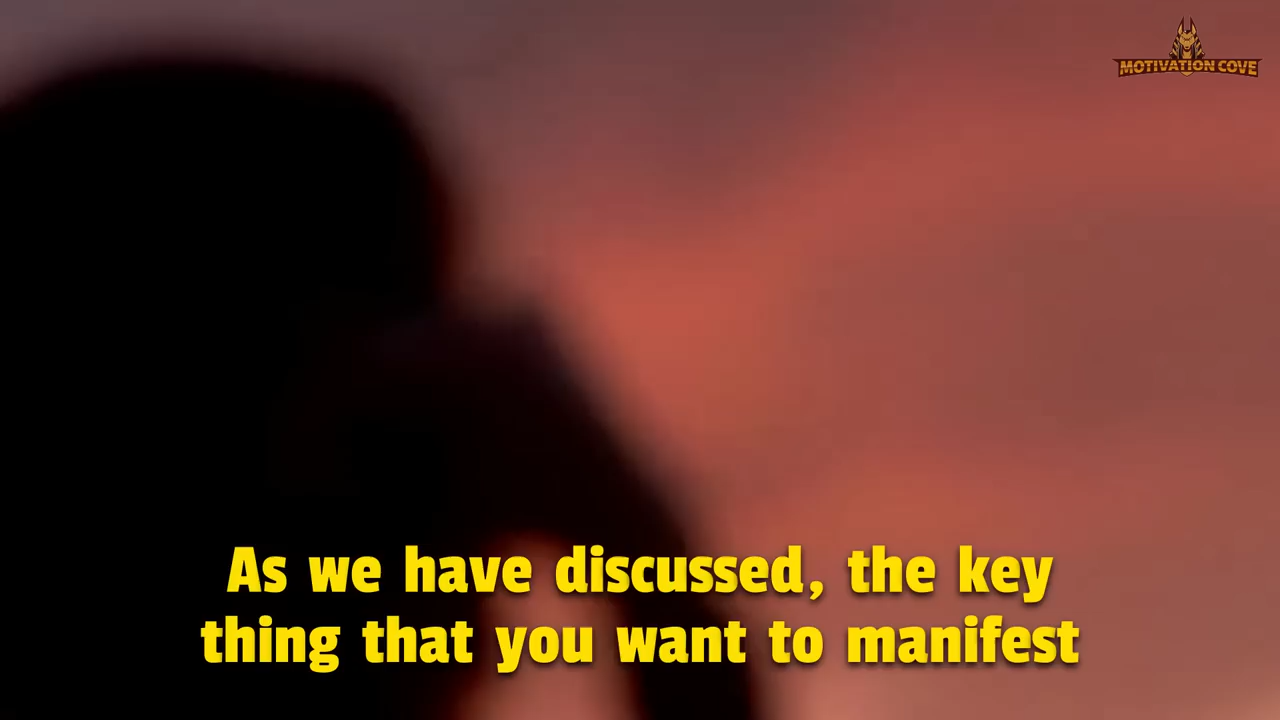 MOTIVATION COVE
As we have discussed, the key
thing that you want to manifest